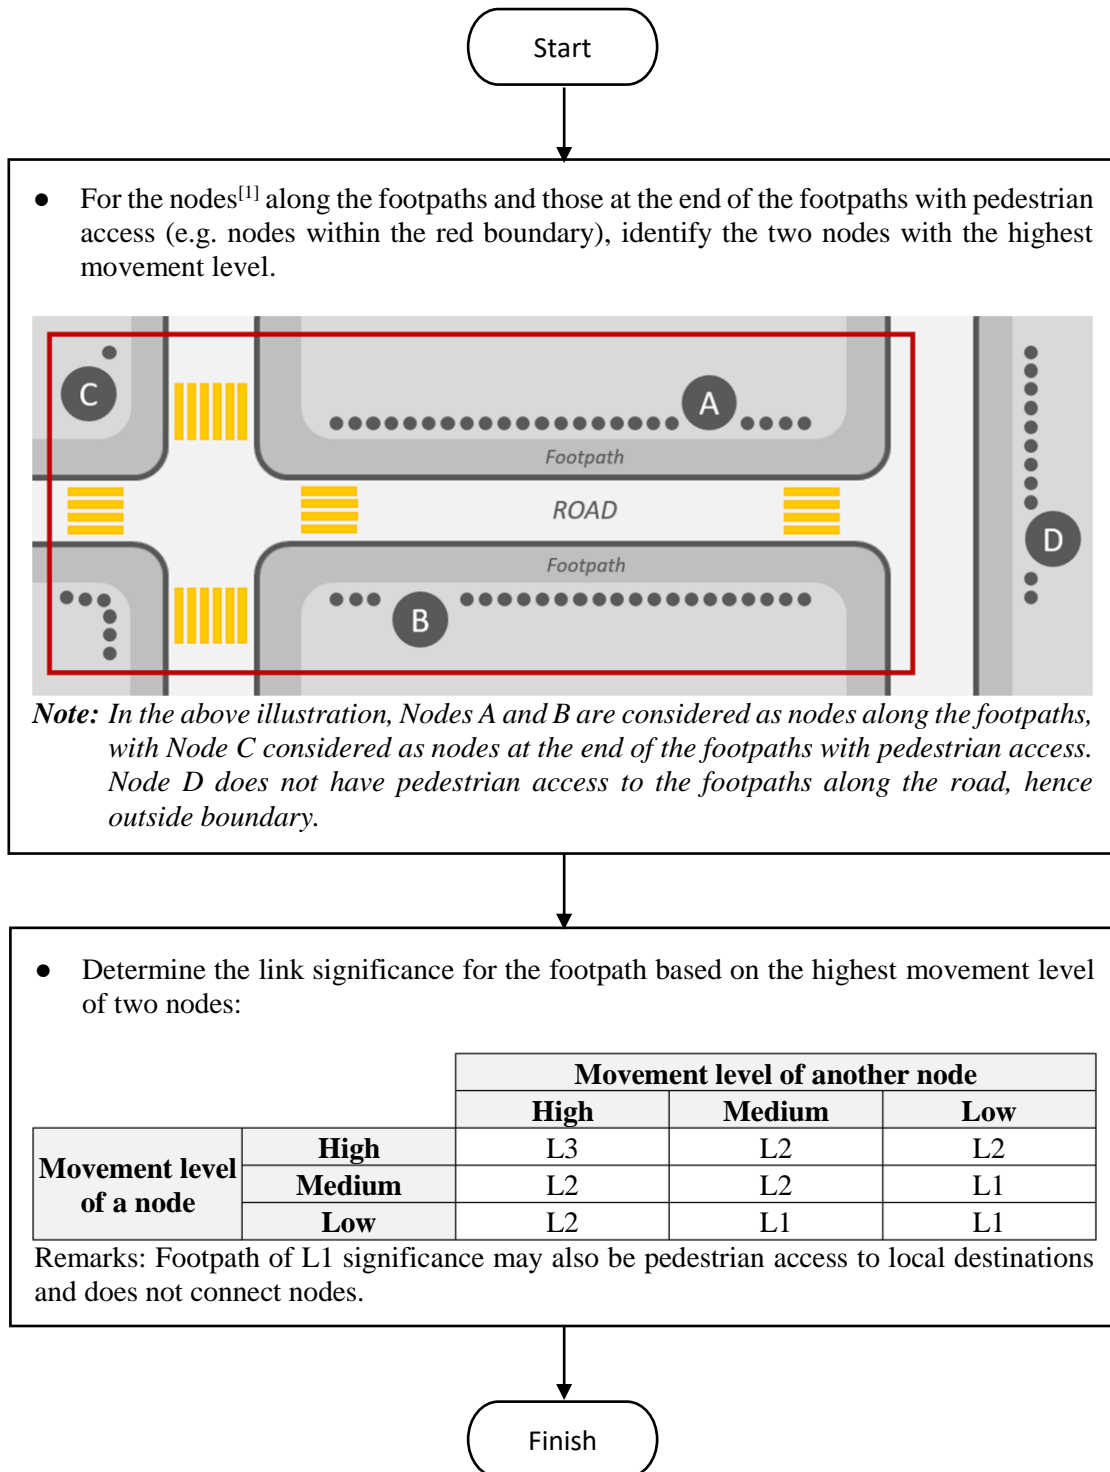 Start
● For the nodes[1] along the footpaths and those at the end of the footpaths with pedestrian
access (e.g. nodes within the red boundary), identify the two nodes with the highest
movement level.
C
A
Footpath
ROAD
D
Footpath
B
Note: In the above illustration, Nodes A and B are considered as nodes along the footpaths,
with Node C considered as nodes at the end of the footpaths with pedestrian access.
Node D does not have pedestrian access to the footpaths along the road, hence
outside boundary.
● Determine the link significance for the footpath based on the highest movement level
of two nodes:
Movement level of another node
High Medium Low
Movement level
of a node
High L3 L2 L2
Medium L2 L2 L1
Low L2 L1 L1
Remarks: Footpath of L1 significance may also be pedestrian access to local destinations
and does not connect nodes.
Finish